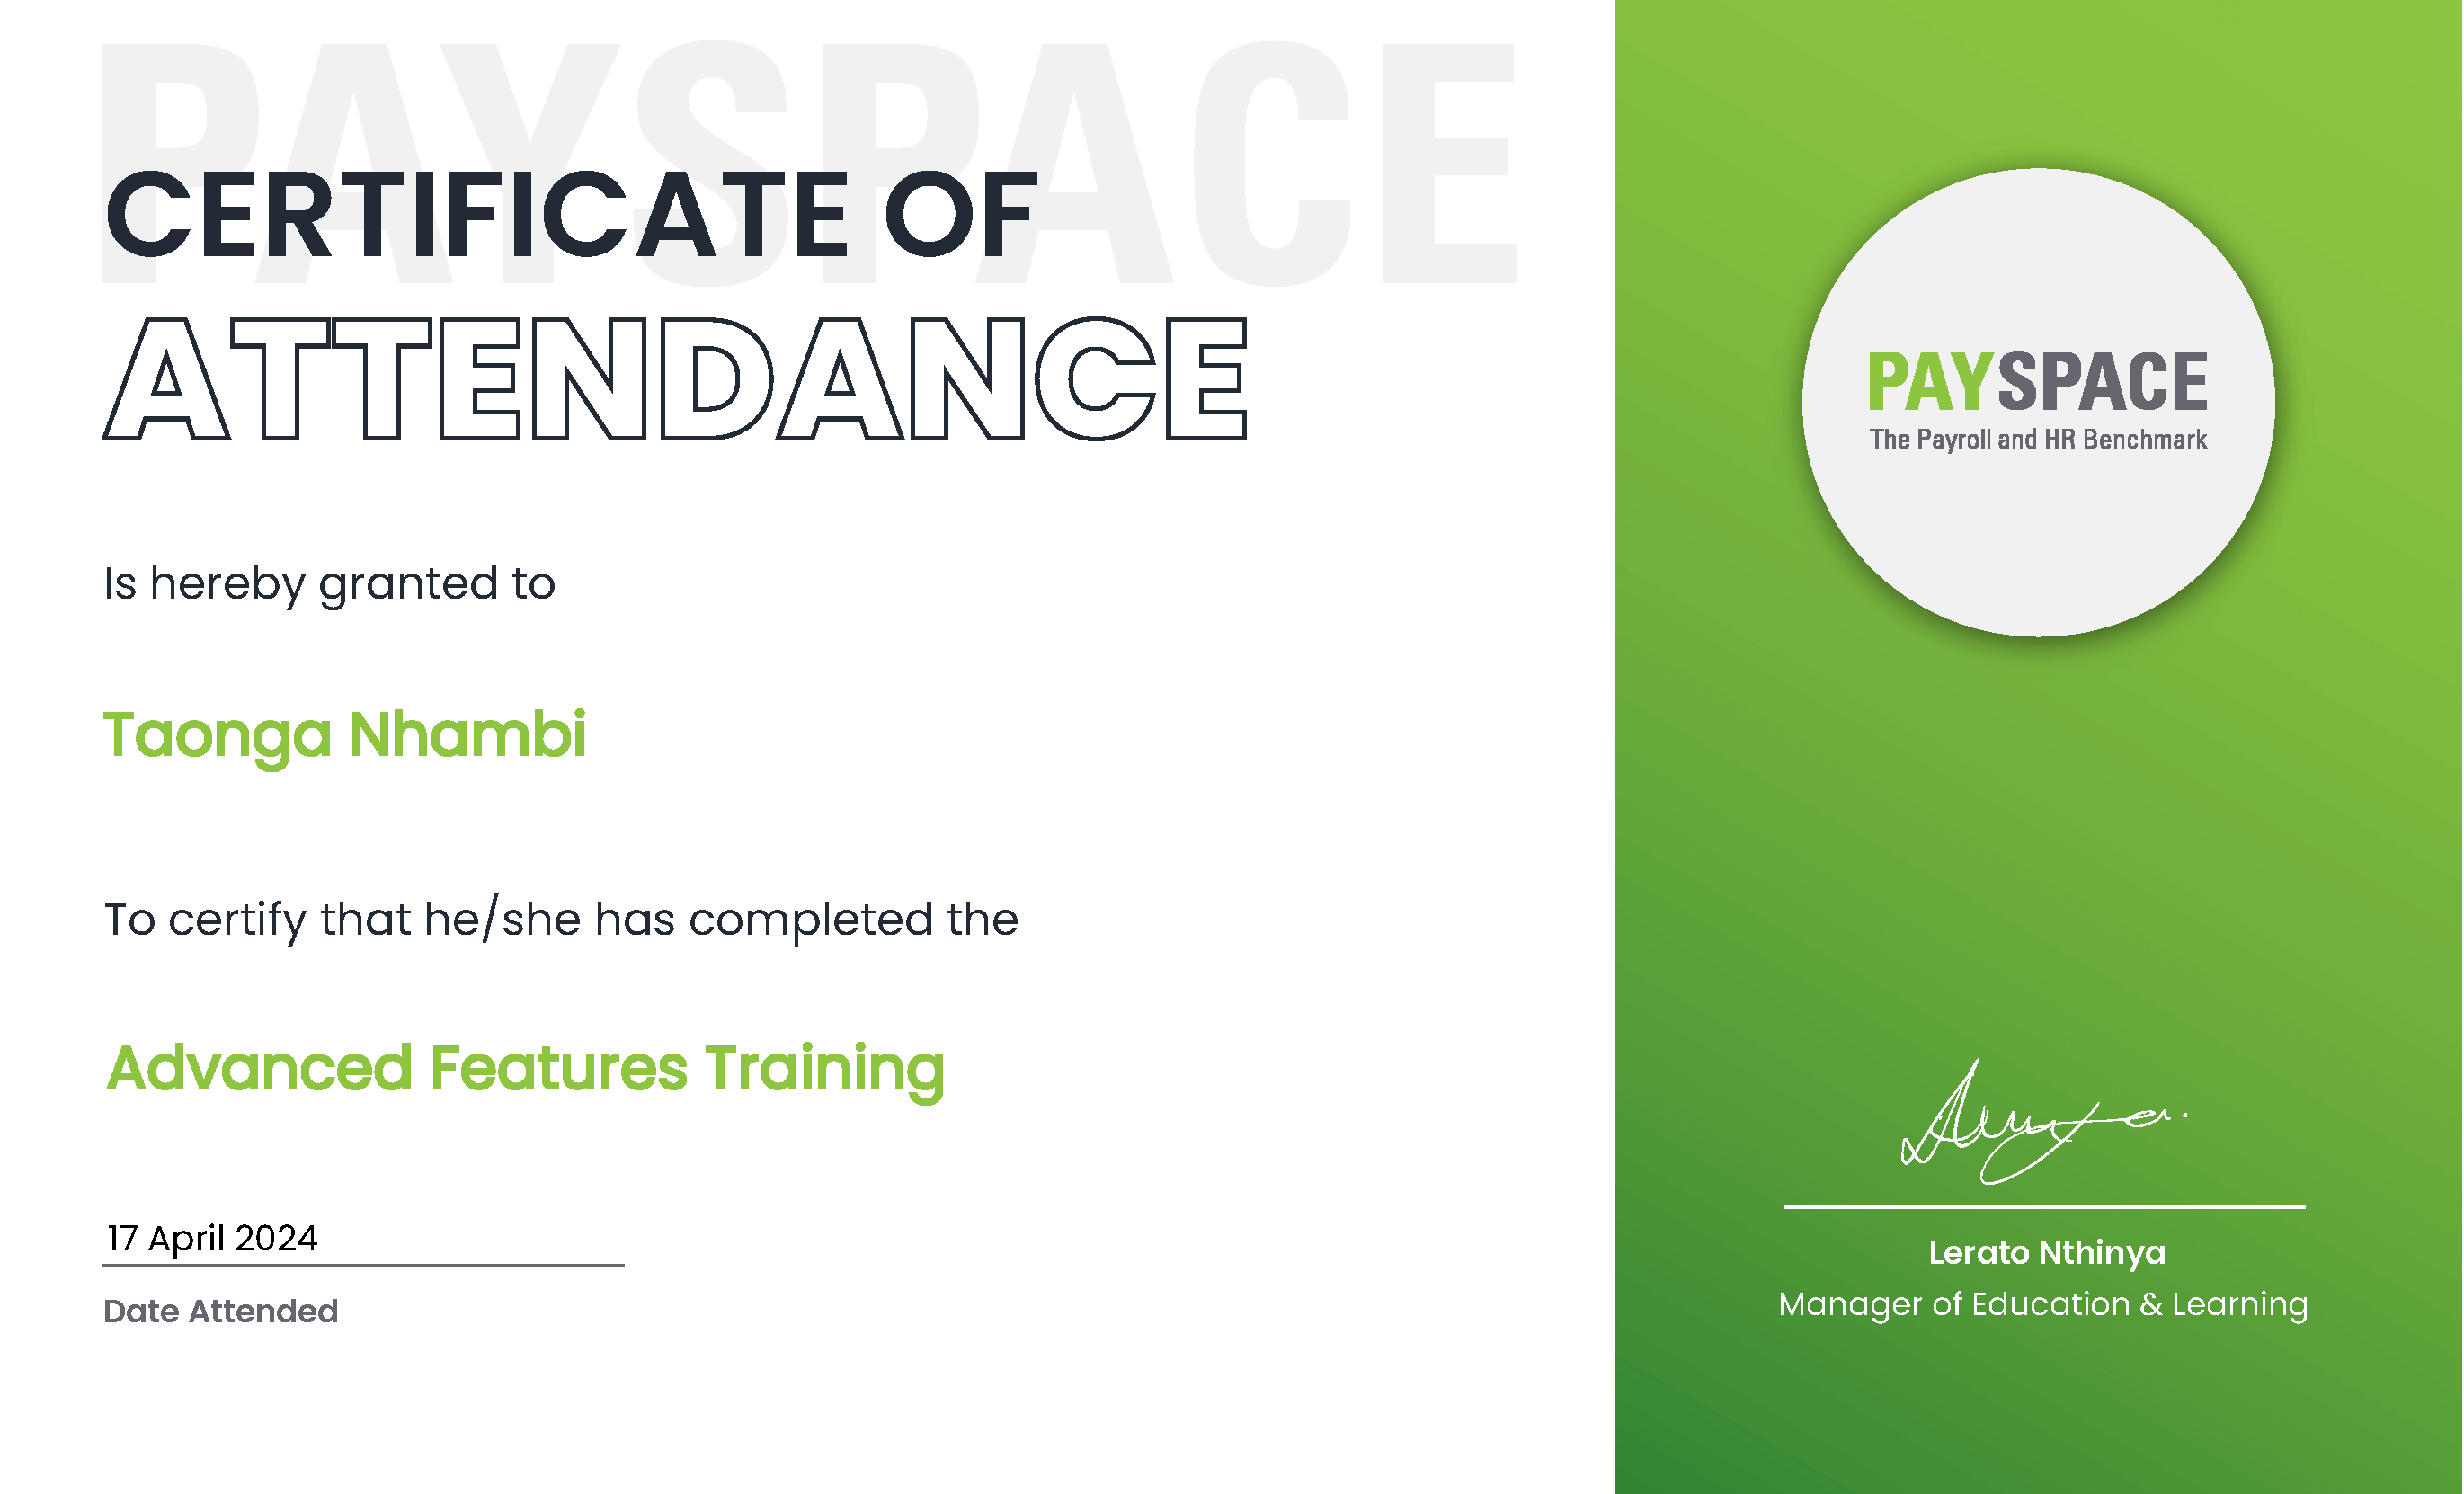 PAYSPACE
CERTIFICATE OF
ATTENDANCE
Is hereby granted to
Taonga Nhambi
To certify that he/she has completed the
Advanced Features Training
17 April 2024
Date Attended
PAYSPACE
The Payroll and HR Benchmark
Lerato Nthinya
Manager of Education & Learning